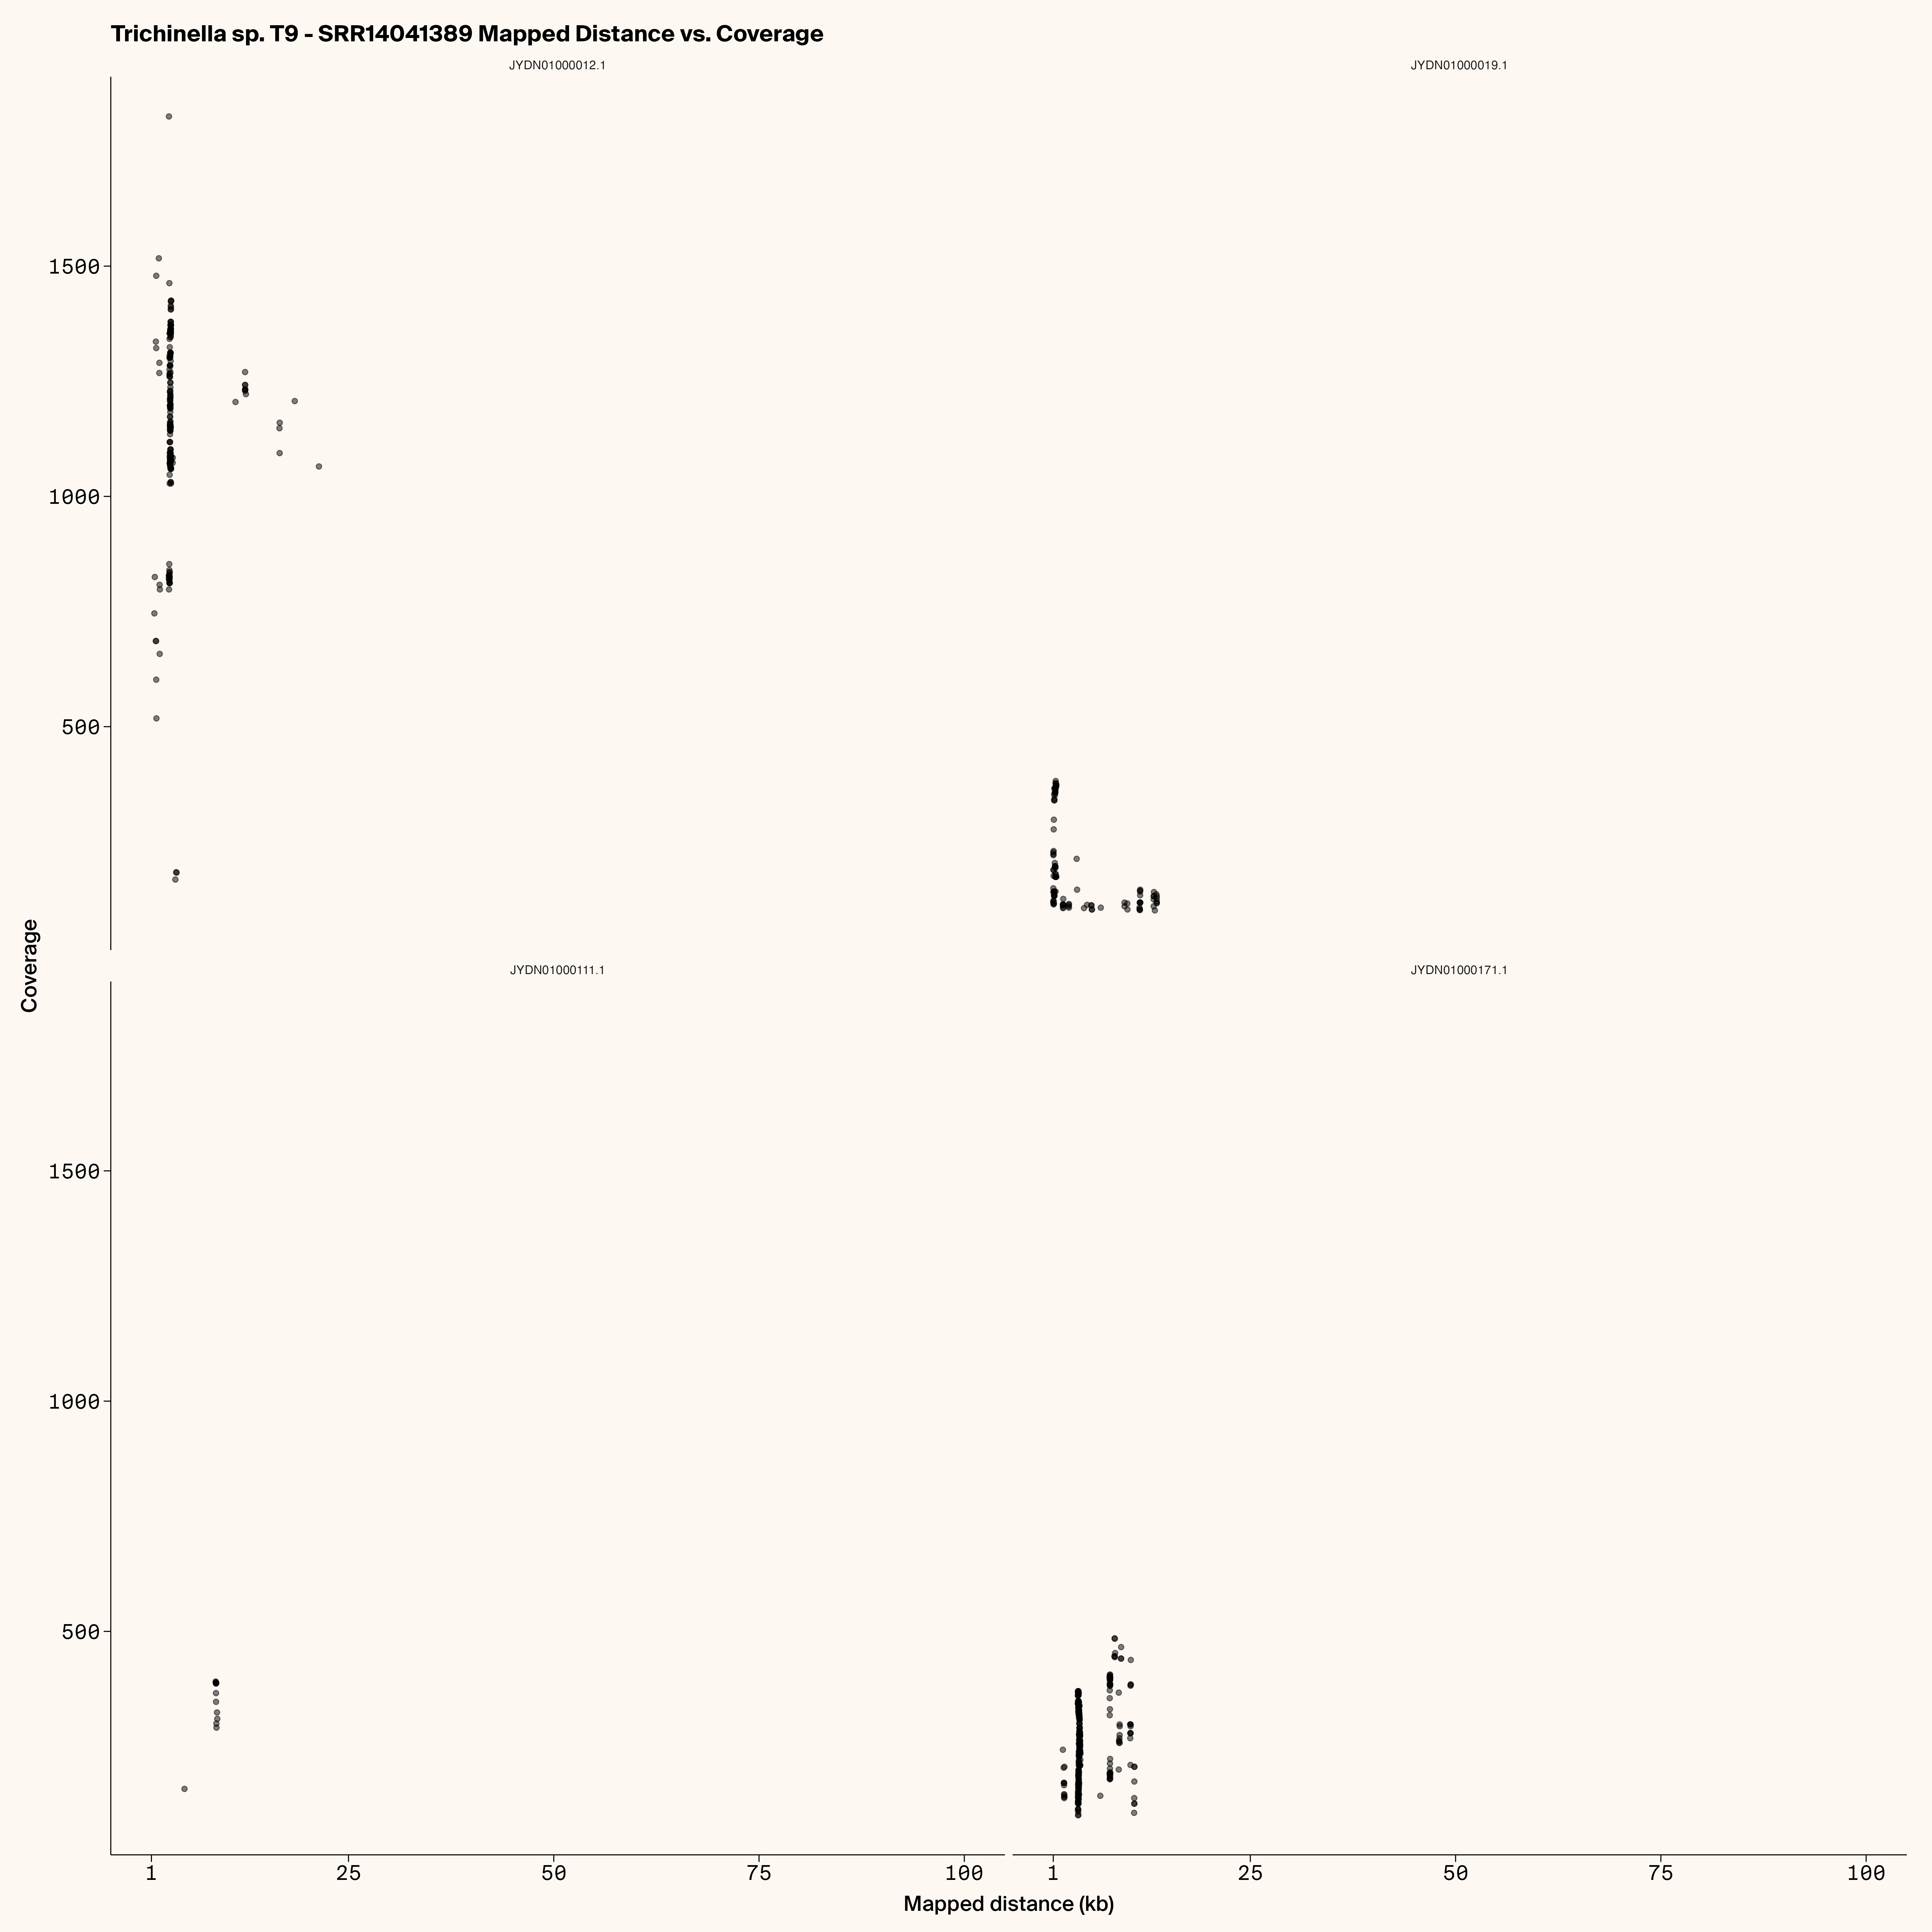 Trichinella sp. T9 - SRR14041389 Mapped Distance vs. Coverage
JYDN01000012.1
JYDN01000019.1
1500
1000
500
Coverage
JYDN01000111.1
JYDN01000171.1
1500
1000
500
1 25 50 75 100
1 25 50 75 100
Mapped distance (kb)